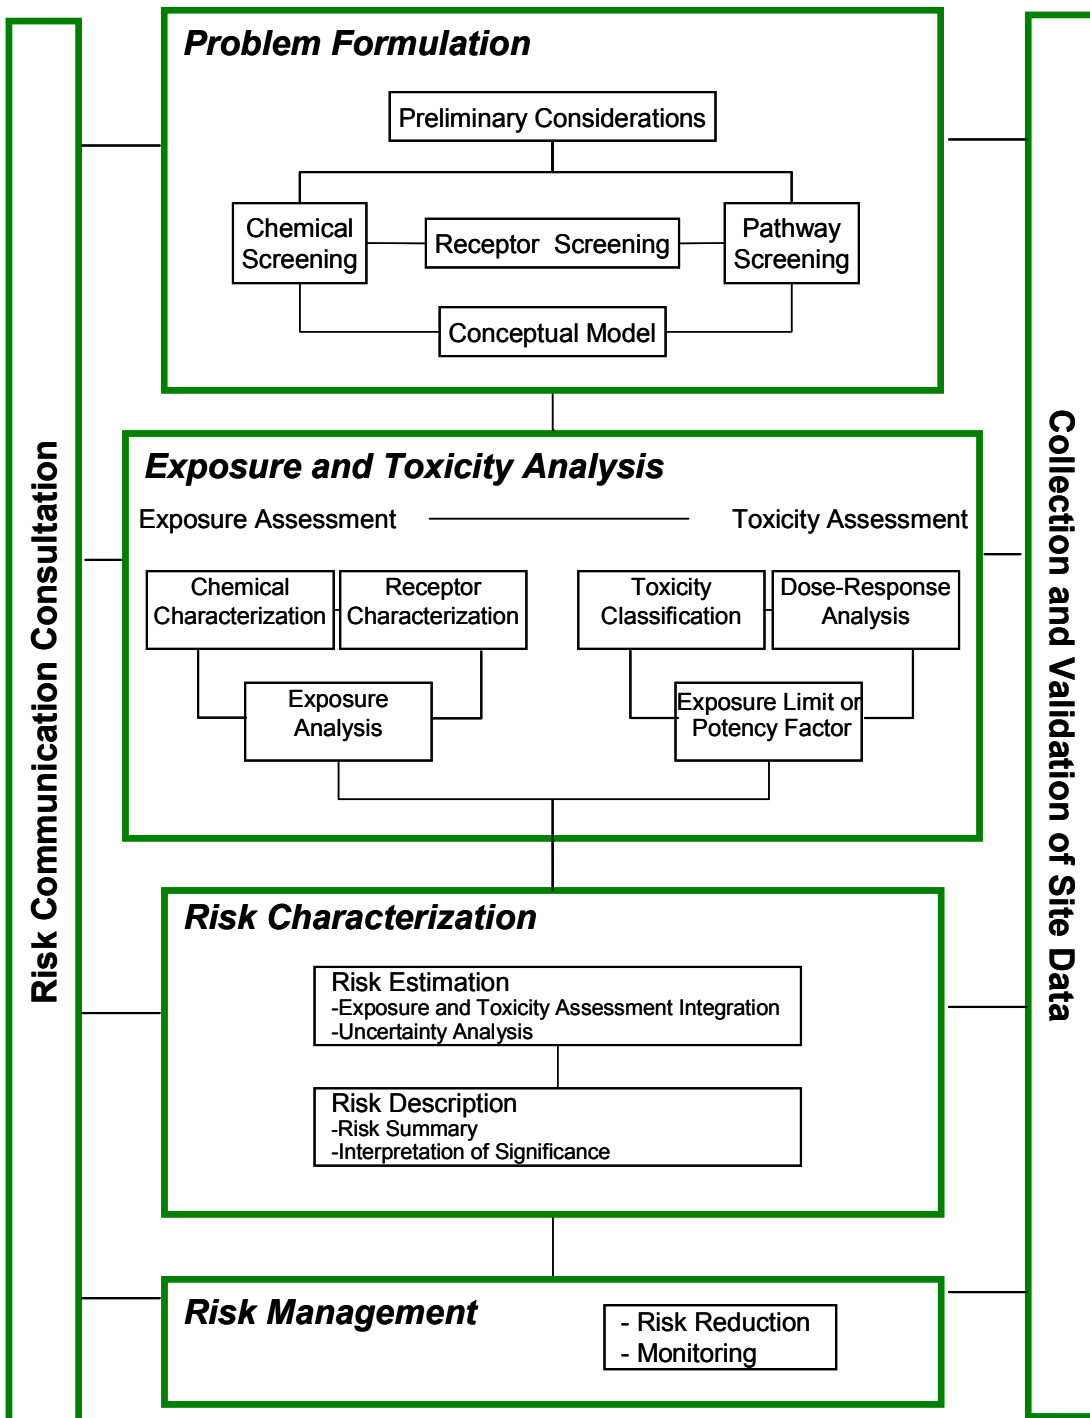 Problem Formulation
Preliminary Considerations
Chemical
Screening
Receptor Screening
Pathway
Screening
Conceptual Model
Exposure and Toxicity Analysis
Exposure Assessment
Toxicity Assessment
Chemical
Characterization
Receptor
Characterization
Toxicity
Classification
Dose-Response
Analysis
Exposure
Analysis
Exposure Limit or
Potency Factor
Risk Characterization
Risk Estimation
-Exposure and Toxicity Assessment Integration
-Uncertainty Analysis
Risk Description
-Risk Summary
-Interpretation of Significance
Risk Management
- Risk Reduction
- Monitoring
Risk Communication Consultation
Collection and Validation of Site Data